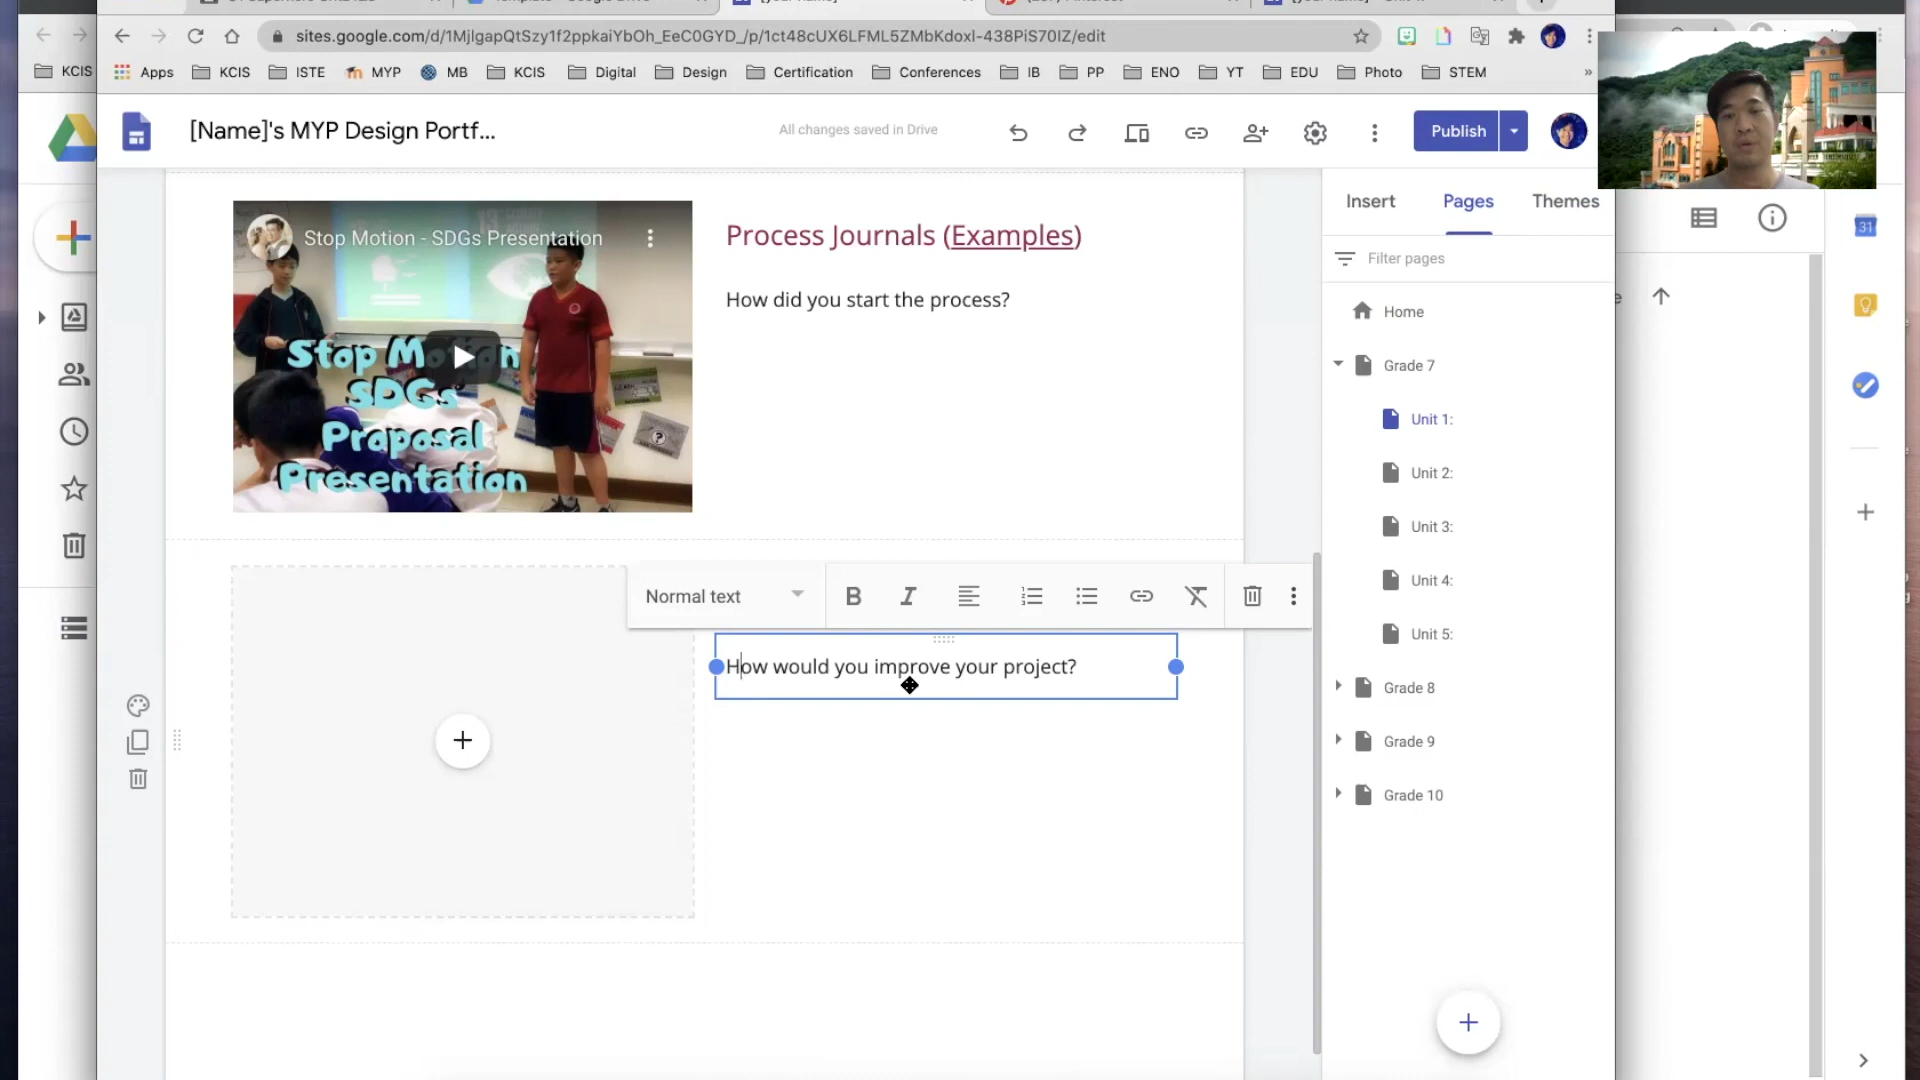 sites.google.com/d/1MjlgapQtSzy1f2ppkaiYbOh_EeC0GYD_/p/1ct48cUX6LFML5ZMbKdoxI-438PiS70IZ/edit
KCIS
Apps
KCIS
ISTE
MYP
MB
KCIS
Digital
Design
Certification
Conferences
IB
PP
ENO
YT
EDU
Photo
STEM
[Name]'s MYP Design Portf...
All changes saved in Drive
Publish
Insert
Pages
Themes
Filter pages
Home
Grade 7
Unit 1:
Unit 2:
Unit 3:
Unit 4:
Unit 5:
Grade 8
Grade 9
Grade 10
Stop Motion - SDGs Presentation
Stop Motion
SDGs
Proposal
Presentation
Process Journals (Examples)
How did you start the process?
Normal text
How would you improve your project?
31